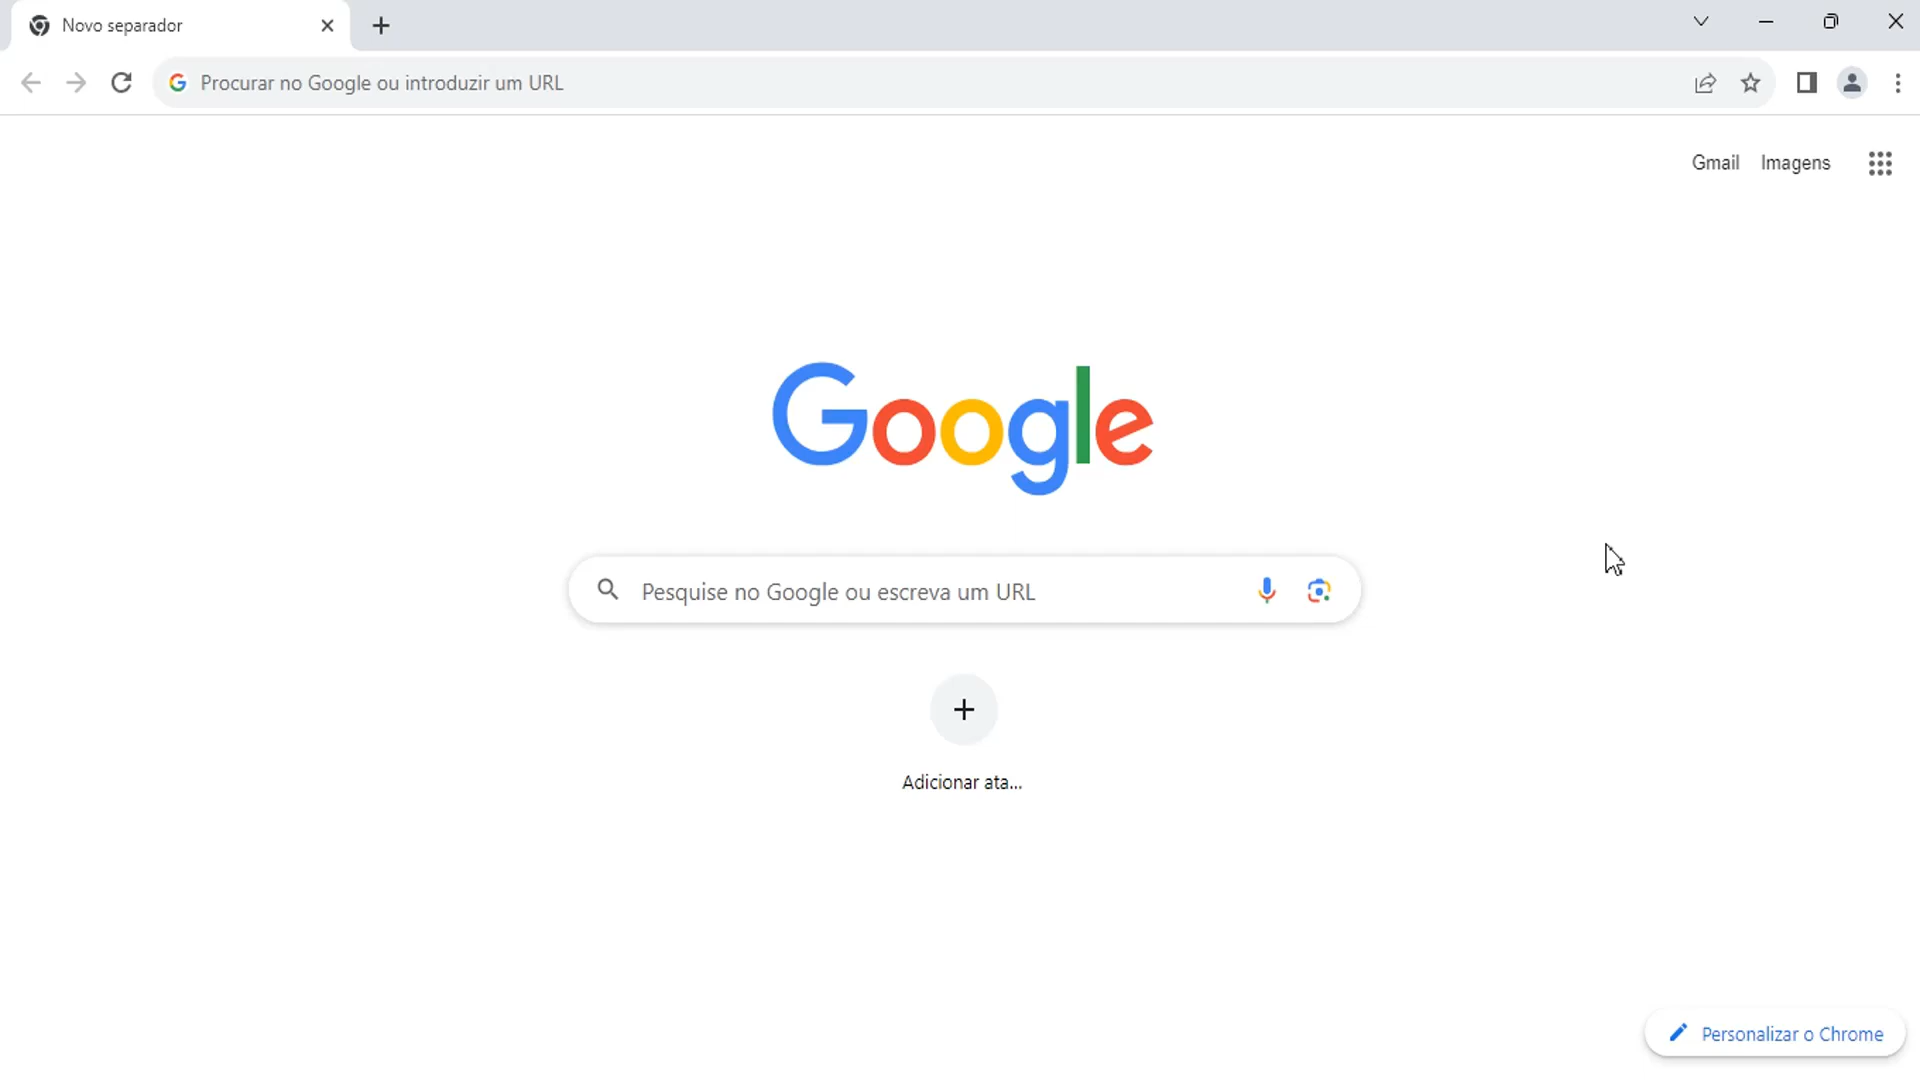 Novo separador
Procurar no Google ou introduzir um URL
Gmail Imagens
Google
Pesquise no Google ou escreva um URL
Adicionar ata...
Personalizar o Chrome